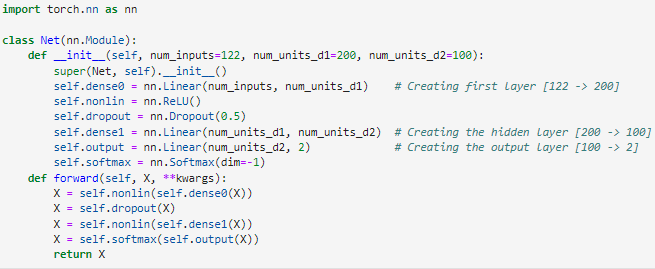 import torch.nn as nn
class Net(nn.Module):
    def __init__(self, num_inputs=122, num_units_d1=200, num_units_d2=100):
        super(Net, self).__init__()
        self.dense0 = nn.Linear(num_inputs, num_units_d1)    # Creating first layer [122 -> 200]
        self.nonlin = nn.ReLU()
        self.dropout = nn.Dropout(0.5)
        self.dense1 = nn.Linear(num_units_d1, num_units_d2)  # Creating the hidden layer [200 -> 100]
        self.output = nn.Linear(num_units_d2, 2)             # Creating the output layer [100 -> 2]
        self.softmax = nn.Softmax(dim=-1)
    def forward(self, X, **kwargs):
        X = self.nonlin(self.dense0(X))
        X = self.dropout(X)
        X = self.nonlin(self.dense1(X))
        X = self.softmax(self.output(X))
        return X